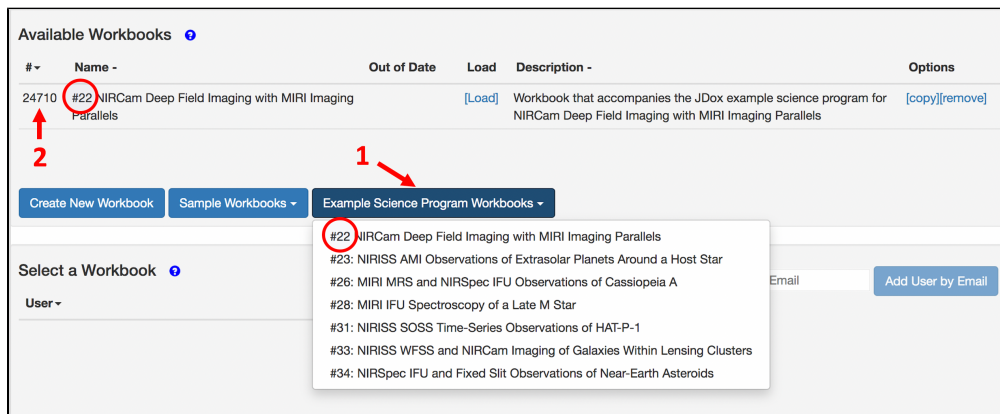 Available Workbooks ?
# Name - Out of Date Load Description - Options
24710 #22 NIRCam Deep Field Imaging with MIRI Imaging [Load] Workbook that accompanies the JDox example science program for [copy][remove]
Parallels NIRCam Deep Field Imaging with MIRI Imaging Parallels
2
1
Create New Workbook Sample Workbooks Example Science Program Workbooks
#22 NIRCam Deep Field Imaging with MIRI Imaging Parallels
#23: NIRISS AMI Observations of Extrasolar Planets Around a Host Star
Select a Workbook ?
#26: MIRI MRS and NIRSpec IFU Observations of Cassiopeia A
Email Add User by Email
#28: MIRI IFU Spectroscopy of a Late M Star
User
#31: NIRISS SOSS Time-Series Observations of HAT-P-1
#33: NIRISS WFSS and NIRCam Imaging of Galaxies Within Lensing Clusters
#34: NIRSpec IFU and Fixed Slit Observations of Near-Earth Asteroids